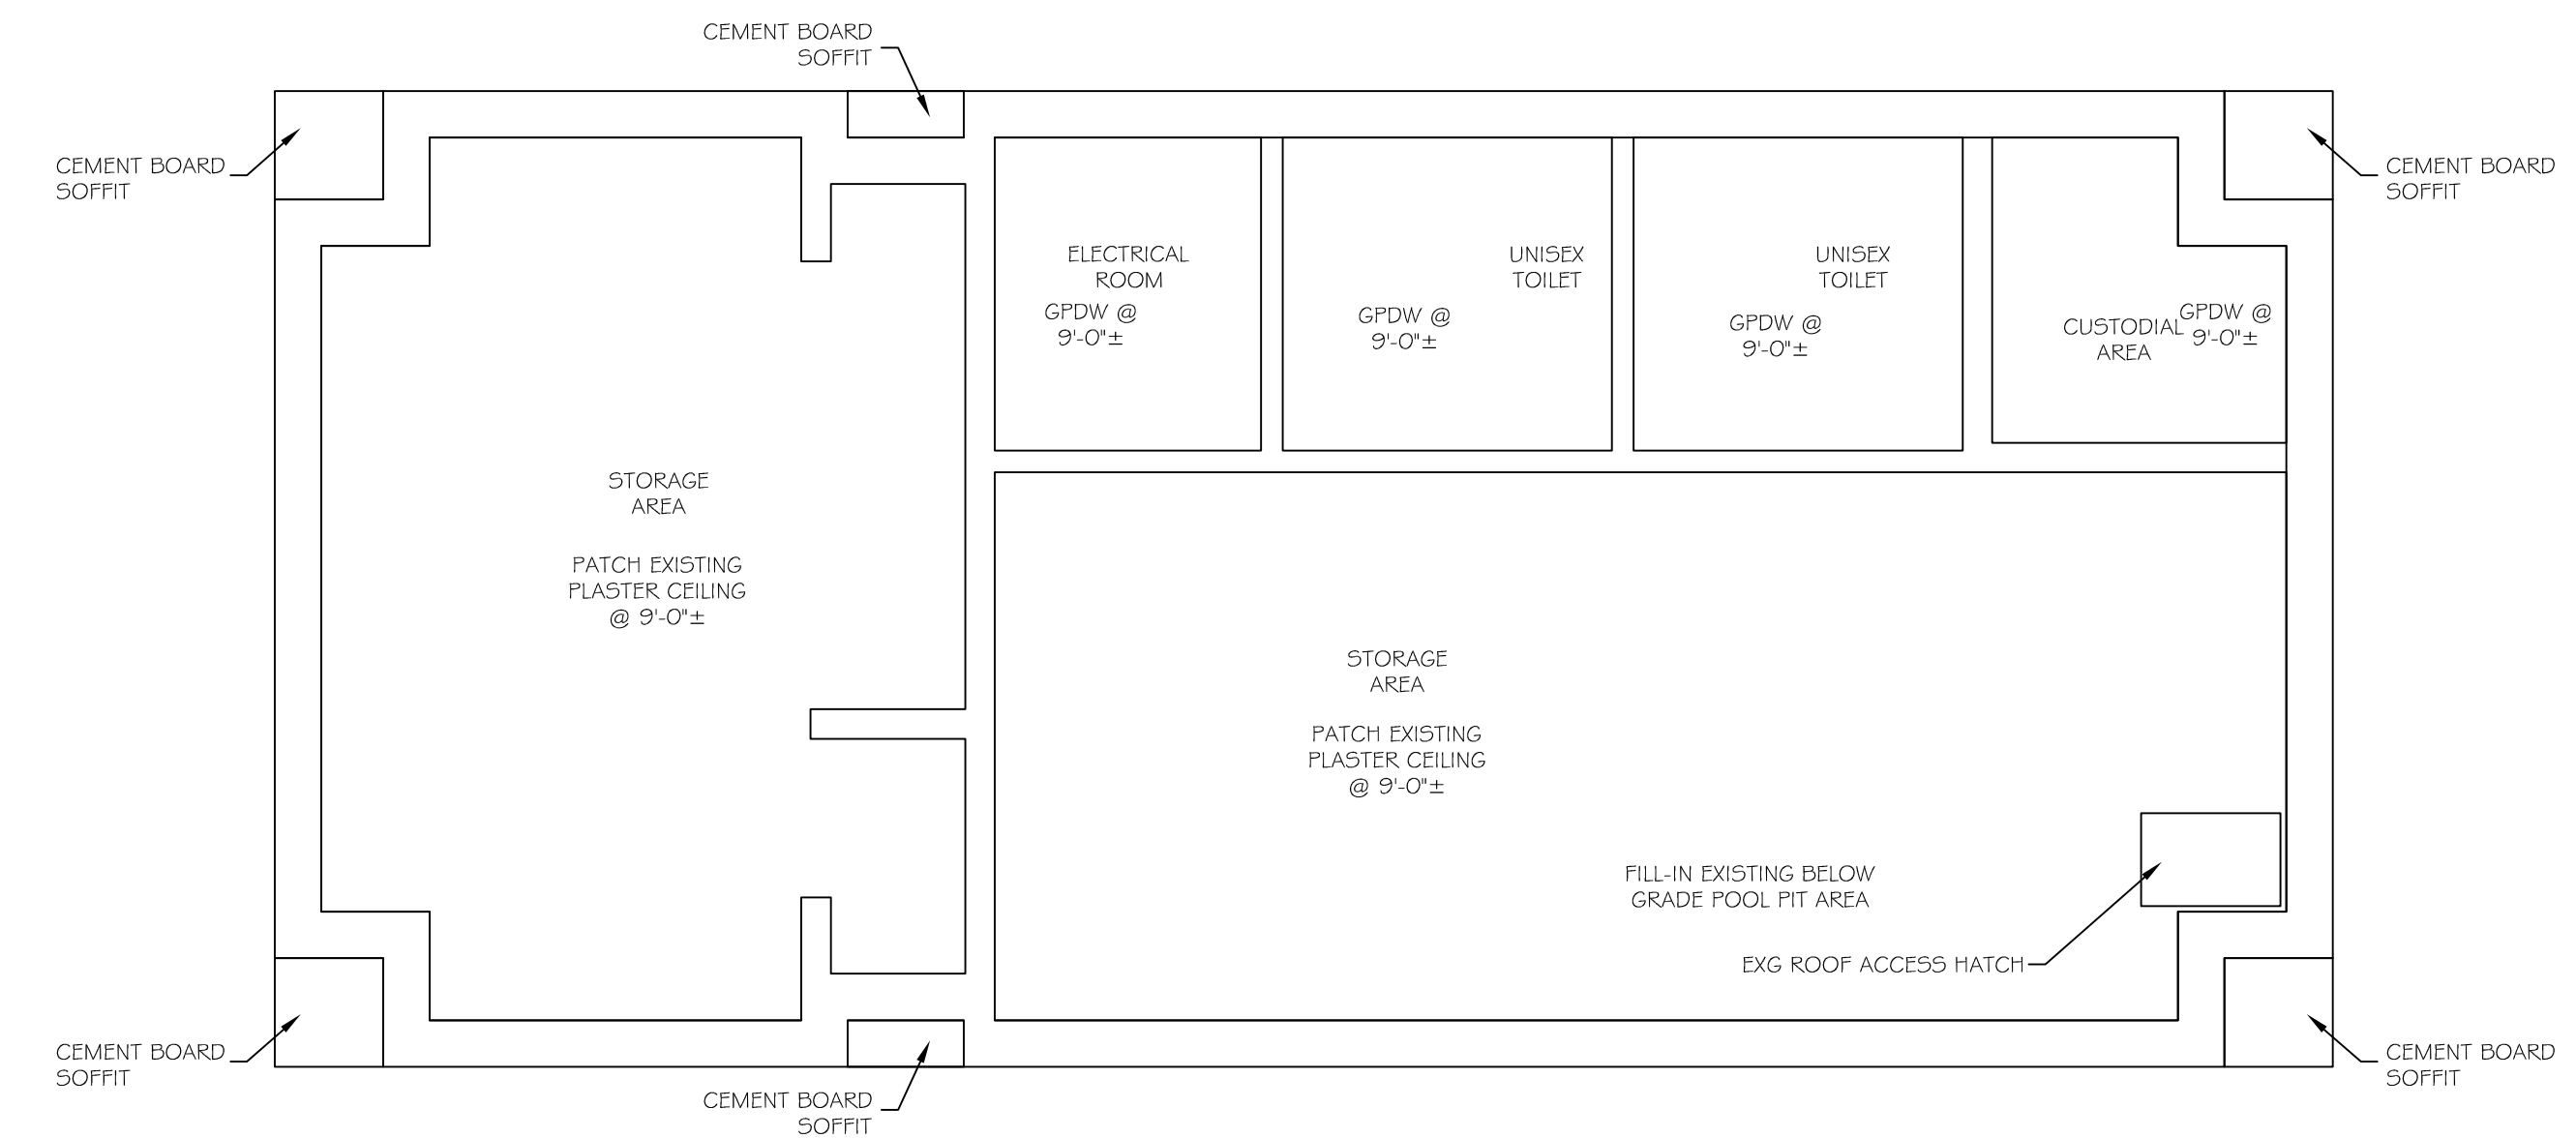 CEMENT BOARD
SOFFIT
CEMENT BOARD
SOFFIT
CEMENT BOARD
SOFFIT
ELECTRICAL
ROOM
GPDW @
9'-0"±
UNISEX
TOILET
GPDW @
9'-0"±
UNISEX
TOILET
GPDW @
9'-0"±
CUSTODIAL
AREA
GPDW @
9'-0"±
STORAGE
AREA
PATCH EXISTING
PLASTER CEILING
@ 9'-0"±
STORAGE
AREA
PATCH EXISTING
PLASTER CEILING
@ 9'-0"±
FILL-IN EXISTING BELOW
GRADE POOL PIT AREA
EXG ROOF ACCESS HATCH
CEMENT BOARD
SOFFIT
CEMENT BOARD
SOFFIT
CEMENT BOARD
SOFFIT